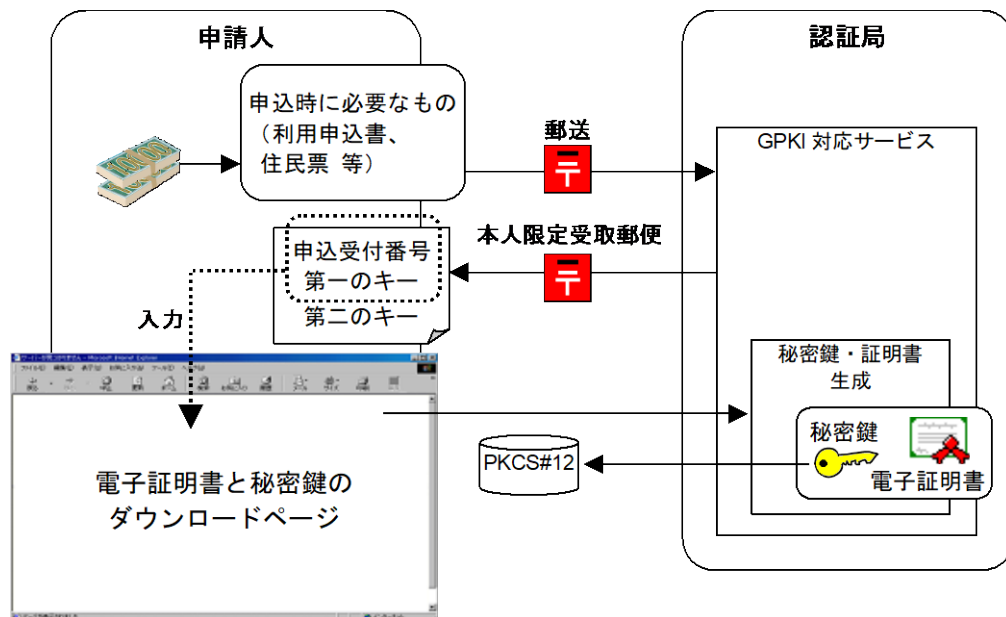 申請人
認証局
申込時に必要なもの
（利用申込書、
住民票 等）
郵送
GPKI 対応サービス
本人限定受取郵便
申込受付番号
第一のキー
第二のキー
入力
秘密鍵・証明書
生成
秘密鍵
電子証明書
PKCS#12
電子証明書と秘密鍵の
ダウンロードページ